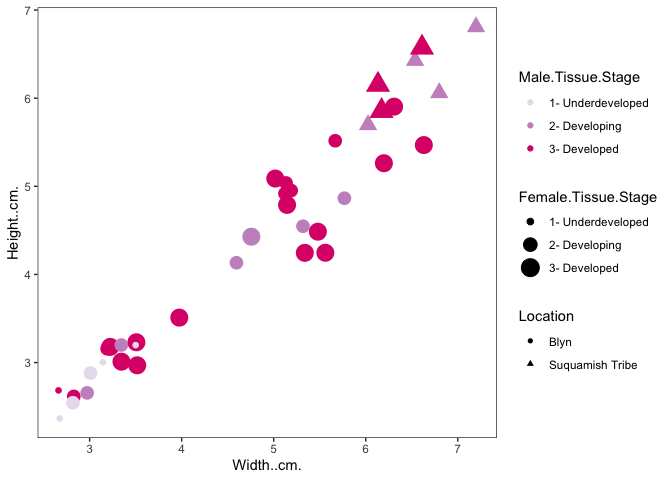 7
6
5
4
3
Height..cm.
3
4
5
6
7
Width..cm.
Male.Tissue.Stage
1- Underdeveloped
2- Developing
3- Developed
Female.Tissue.Stage
1- Underdeveloped
2- Developing
3- Developed
Location
Blyn
Suquamish Tribe